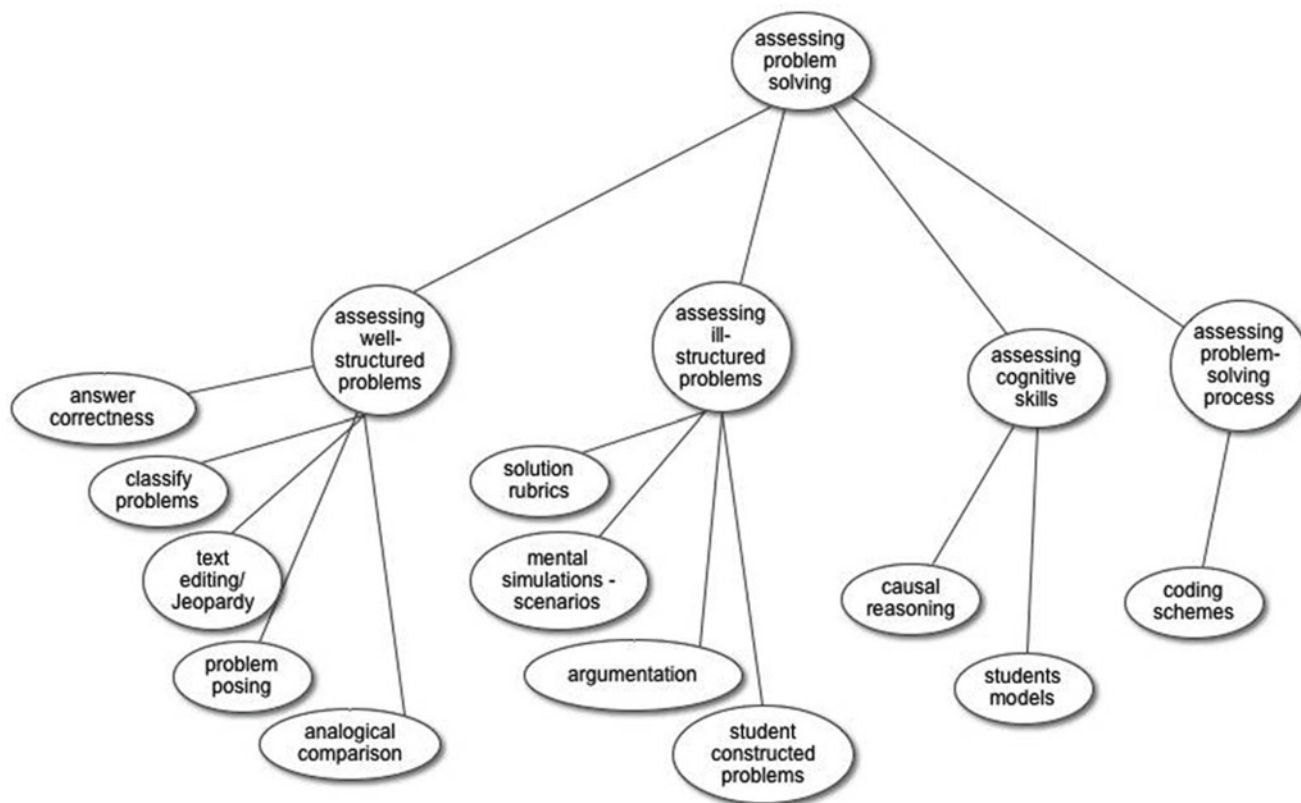 assessing
problem
solving
assessing
well-
structured
problems
assessing
ill-
structured
problems
assessing
cognitive
skills
assessing
problem-
solving
process
answer
correctness
classify
problems
text
editing/
Jeopardy
problem
posing
analogical
comparison
solution
rubrics
mental
simulations -
scenarios
argumentation
student
constructed
problems
causal
reasoning
students
models
coding
schemes